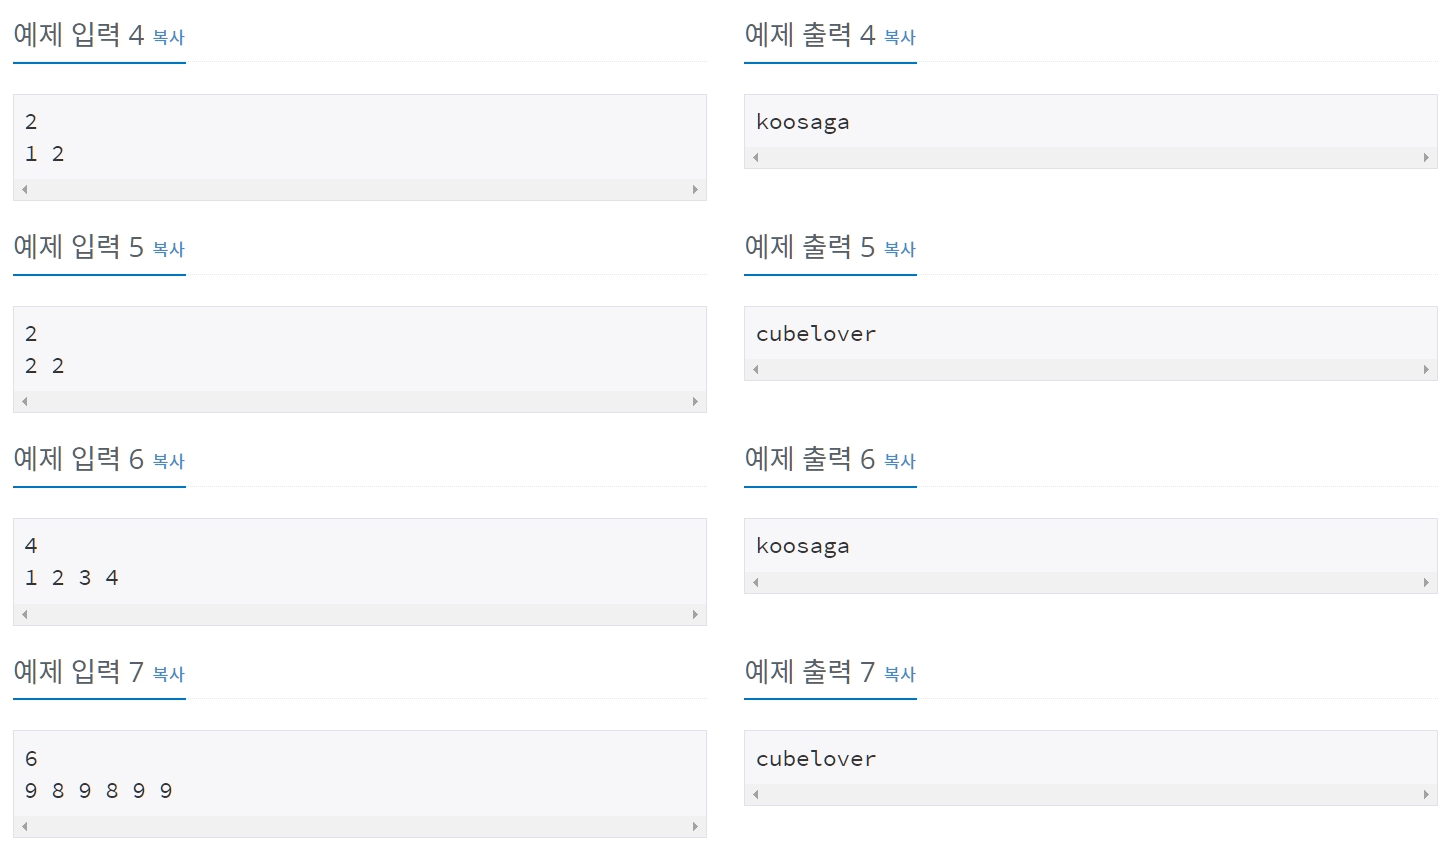 예제 입력 4 복사
예제 출력 4 복사
2
1 2
koosaga
예제 입력 5 복사
예제 출력 5 복사
2
2 2
cubelover
예제 입력 6 복사
예제 출력 6 복사
4
1 2 3 4
koosaga
예제 입력 7 복사
예제 출력 7 복사
6
9 8 9 8 9 9
cubelover